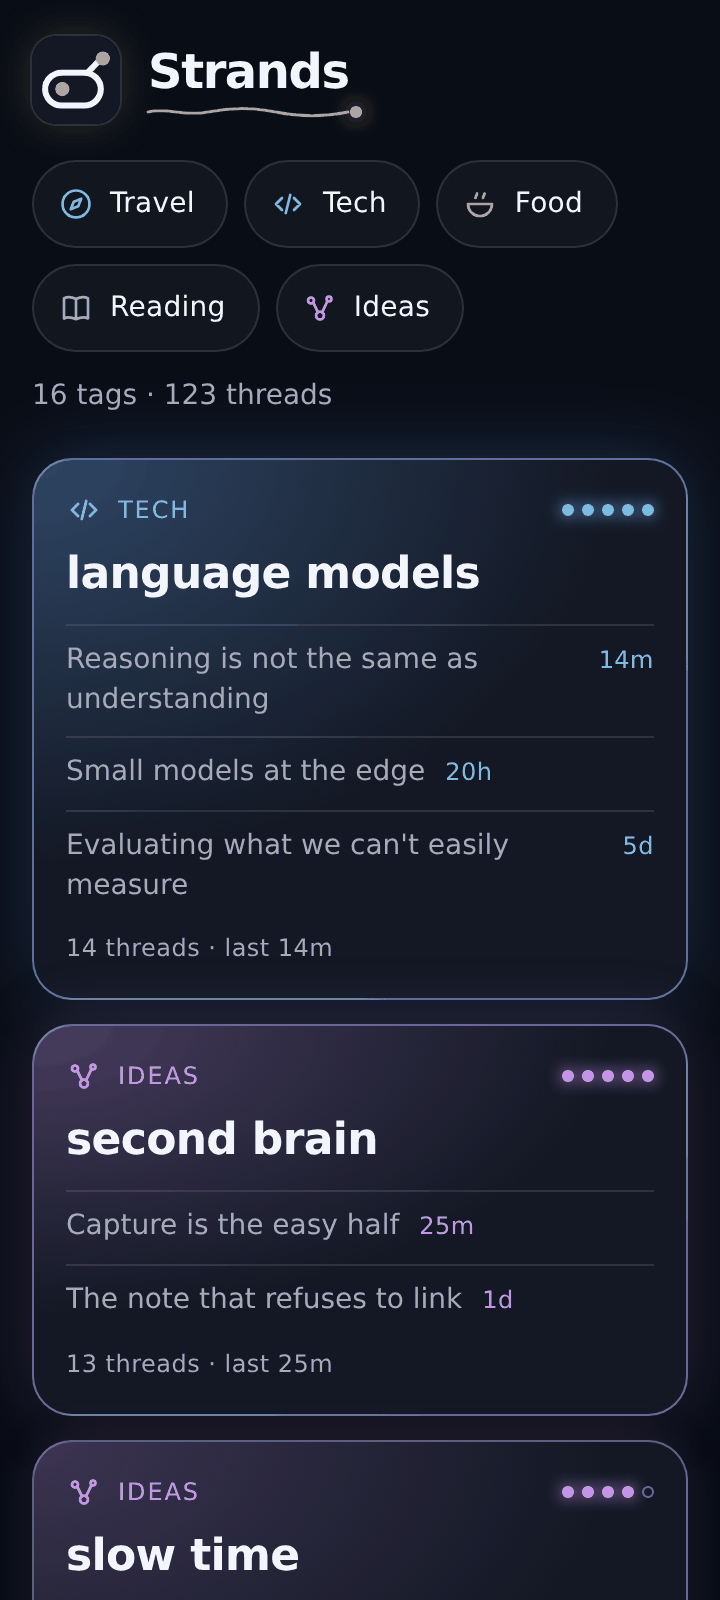 Strands
Travel
Tech
Food
Reading
Ideas
16 tags · 123 threads
TECH
language models
Reasoning is not the same as 14m
understanding
Small models at the edge 20h
Evaluating what we can't easily 5d
measure
14 threads · last 14m
IDEAS
second brain
Capture is the easy half 25m
The note that refuses to link 1d
13 threads · last 25m
IDEAS
slow time